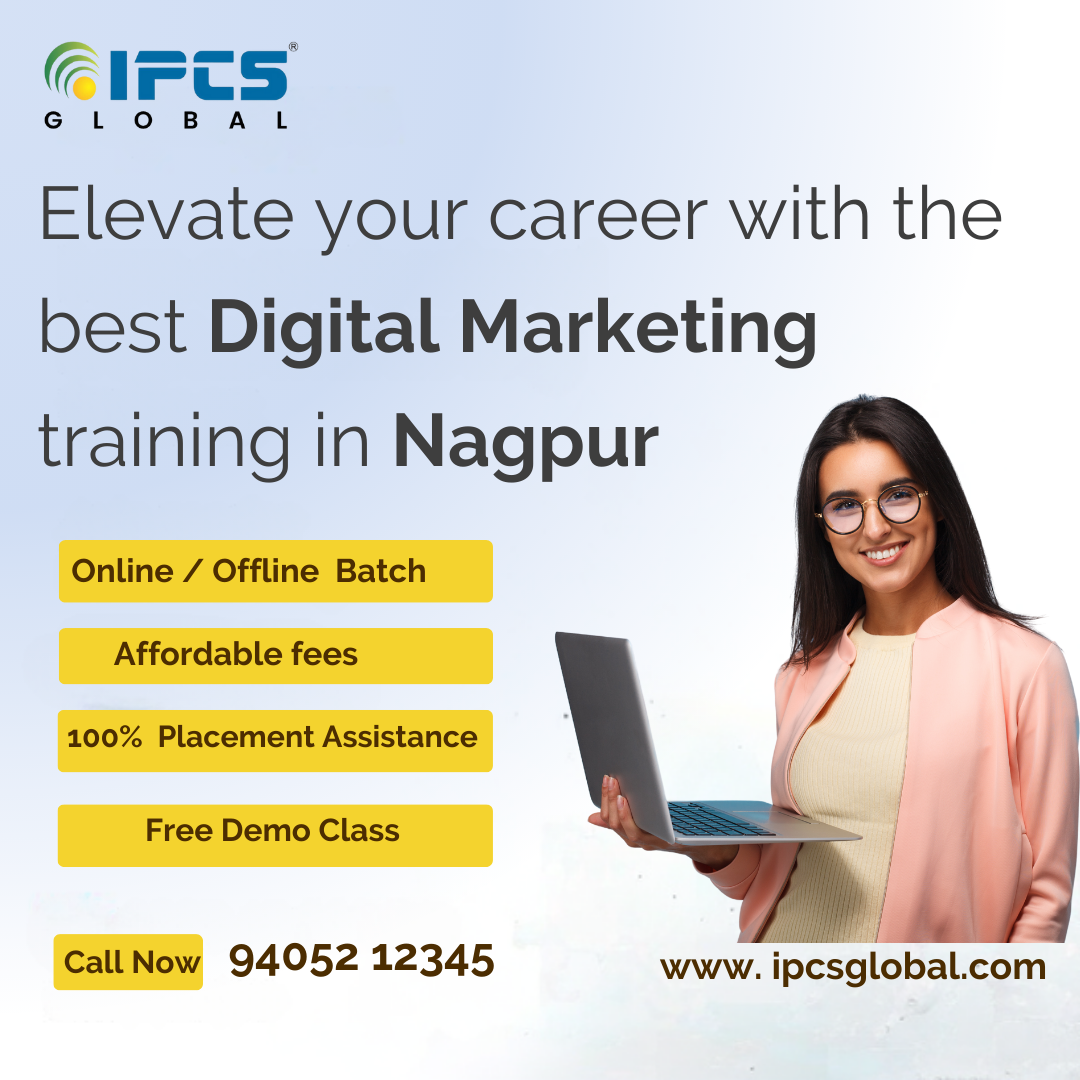 IPCS®
GLOBAL
Elevate your career with the
best Digital Marketing
training in Nagpur
Online / Offline Batch
Affordable fees
100% Placement Assistance
Free Demo Class
Call Now 94052 12345
www. ipcsglobal.com